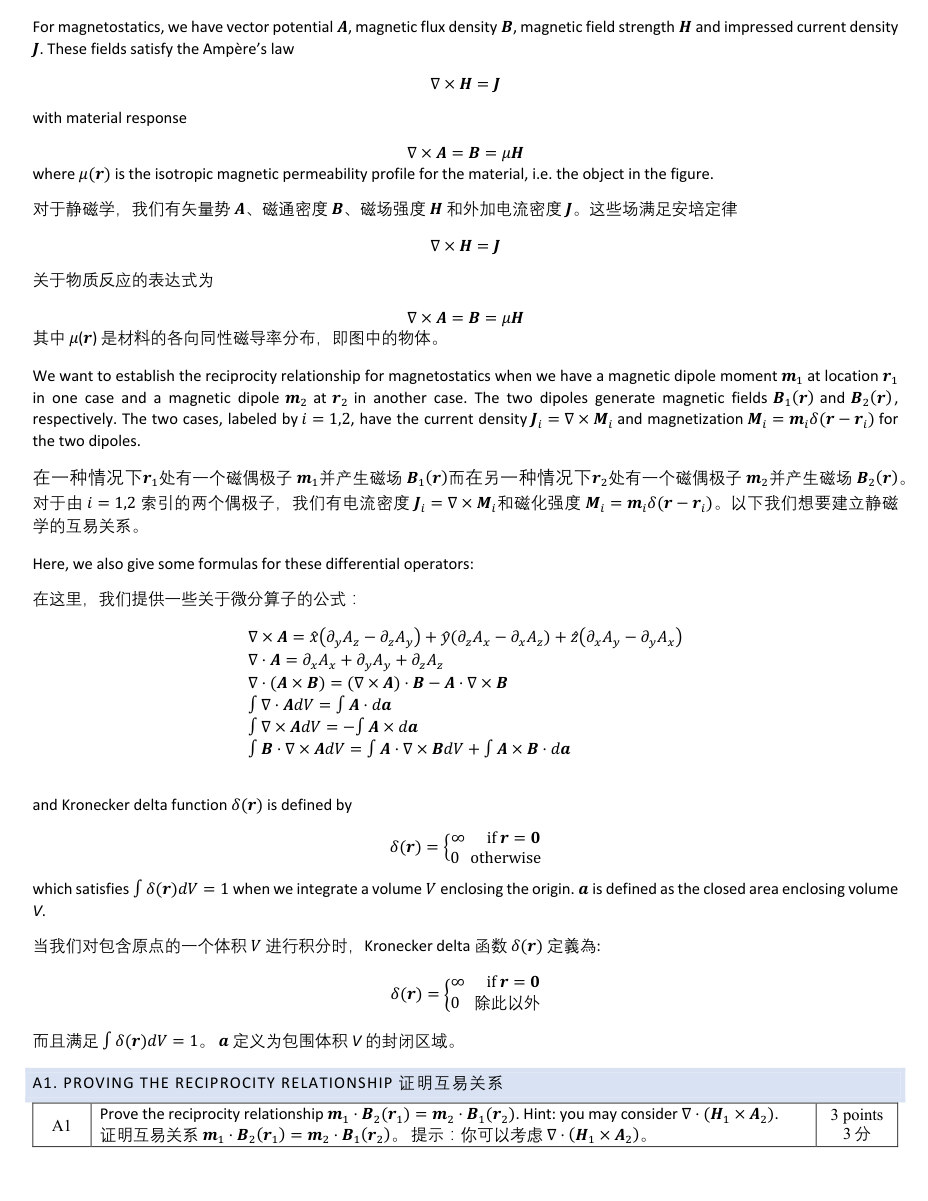 For magnetostatics, we have vector potential A, magnetic flux density B, magnetic field strength H and impressed current density
J. These fields satisfy the Ampère's law
∇ × H = J
with material response
∇ × A = B = μH
where μ(r) is the isotropic magnetic permeability profile for the material, i.e. the object in the figure.
对于静磁学，我们有矢量势 A、磁通密度 B、磁场强度 H 和外加电流密度 J。这些场满足安培定律
∇ × H = J
关于物质反应的表达式为
∇ × A = B = μH
其中 μ(r) 是材料的各向同性磁导率分布，即图中的物体。
We want to establish the reciprocity relationship for magnetostatics when we have a magnetic dipole moment m₁ at location r₁
in one case and a magnetic dipole m₂ at r₂ in another case. The two dipoles generate magnetic fields B₁(r) and B₂(r),
respectively. The two cases, labeled by i = 1,2, have the current density Jᵢ = ∇ × Mᵢ and magnetization Mᵢ = mᵢδ(r − rᵢ) for
the two dipoles.
在一种情况下r₁处有一个磁偶极子 m₁并产生磁场 B₁(r)而在另一种情况下r₂处有一个磁偶极子 m₂并产生磁场 B₂(r)。
对于由 i = 1,2 索引的两个偶极子，我们有电流密度 Jᵢ = ∇ × Mᵢ和磁化强度 Mᵢ = mᵢδ(r − rᵢ)。以下我们想要建立静磁
学的互易关系。
Here, we also give some formulas for these differential operators:
在这里，我们提供一些关于微分算子的公式：
∇ × A = x̂(∂_yA_z − ∂_zA_y) + ŷ(∂_zA_x − ∂_xA_z) + ẑ(∂_xA_y − ∂_yA_x)
∇ · A = ∂_xA_x + ∂_yA_y + ∂_zA_z
∇ · (A × B) = (∇ × A) · B − A · ∇ × B
∫ ∇ · AdV = ∫ A · da
∫ ∇ × AdV = −∫ A × da
∫ B · ∇ × AdV = ∫ A · ∇ × BdV + ∫ A × B · da
and Kronecker delta function δ(r) is defined by
δ(r) = {∞ if r = 0
0 otherwise
which satisfies ∫ δ(r)dV = 1 when we integrate a volume V enclosing the origin. a is defined as the closed area enclosing volume
V.
当我们对包含原点的一个体积 V 进行积分时，Kronecker delta 函数 δ(r) 定義為:
δ(r) = {∞ if r = 0
0 除此以外
而且满足 ∫ δ(r)dV = 1。 a 定义为包围体积 V 的封闭区域。
A1. PROVING THE RECIPROCITY RELATIONSHIP 证明互易关系
A1
Prove the reciprocity relationship m₁ · B₂(r₁) = m₂ · B₁(r₂). Hint: you may consider ∇ · (H₁ × A₂).
证明互易关系 m₁ · B₂(r₁) = m₂ · B₁(r₂)。 提示：你可以考虑 ∇ · (H₁ × A₂)。
3 points
3 分